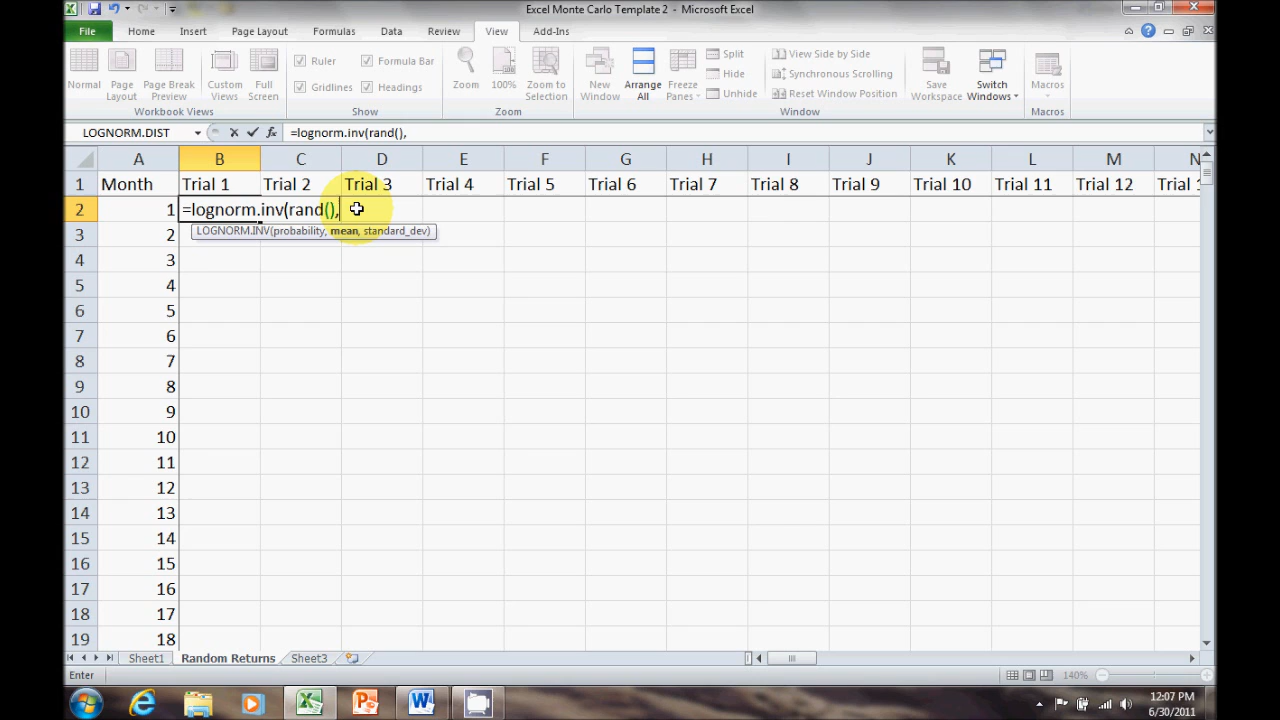 Excel Monte Carlo Template 2 - Microsoft Excel
File Home Insert Page Layout Formulas Data Review View Add-Ins
Normal Page Layout Page Break Preview Custom Views Full Screen
Ruler Formula Bar
Gridlines Headings
Zoom 100% Zoom to Selection
New Window Arrange All Freeze Panes
Split
Hide
Unhide
View Side by Side
Synchronous Scrolling
Reset Window Position
Save Workspace Switch Windows Macros
Workbook Views Show Zoom Window Macros
LOGNORM.DIST fx =lognorm.inv(rand(),
A B C D E F G H I J K L M N
1 Month Trial 1 Trial 2 Trial 3 Trial 4 Trial 5 Trial 6 Trial 7 Trial 8 Trial 9 Trial 10 Trial 11 Trial 12 Trial 1
2 1 =lognorm.inv(rand(),
LOGNORM.INV(probability, mean, standard_dev)
3 2
4 3
5 4
6 5
7 6
8 7
9 8
10 9
11 10
12 11
13 12
14 13
15 14
16 15
17 16
18 17
19 18
Sheet1 Random Returns Sheet3
Enter 140%
12:07 PM
6/30/2011